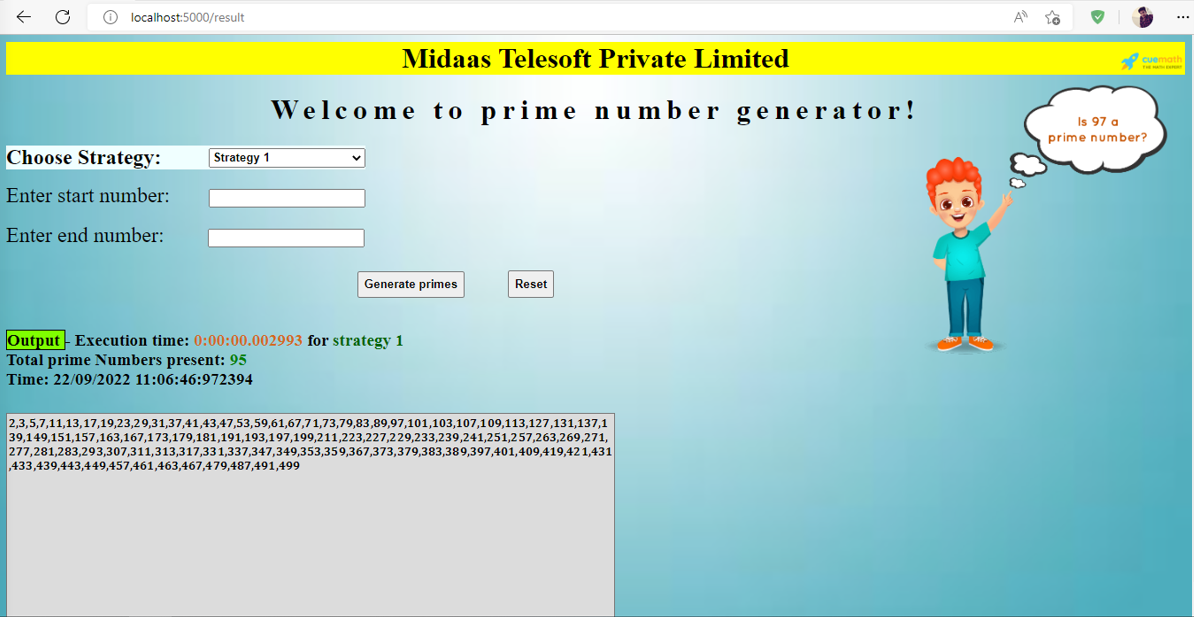 localhost:5000/result
Midaas Telesoft Private Limited
cuemath
THE MATH EXPERT
Welcome to prime number generator!
Is 97 a
prime number?
Choose Strategy:
Strategy 1
Enter start number:
Enter end number:
Generate primes
Reset
Output - Execution time: 0:00:00.002993 for strategy 1
Total prime Numbers present: 95
Time: 22/09/2022 11:06:46:972394
2,3,5,7,11,13,17,19,23,29,31,37,41,43,47,53,59,61,67,71,73,79,83,89,97,101,103,107,109,113,127,131,137,1
39,149,151,157,163,167,173,179,181,191,193,197,199,211,223,227,229,233,239,241,251,257,263,269,271,
277,281,283,293,307,311,313,317,331,337,347,349,353,359,367,373,379,383,389,397,401,409,419,421,431
,433,439,443,449,457,461,463,467,479,487,491,499